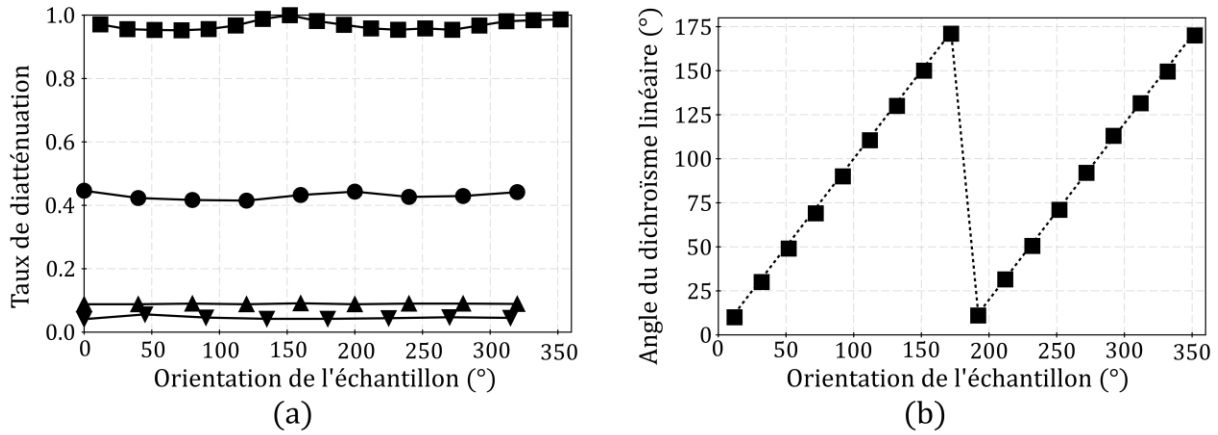 Taux de diatténuation
1.0
0.8
0.6
0.4
0.2
0.0
0 50 100 150 200 250 300 350
Orientation de l'échantillon (°)
(a)
Angle du dichroïsme linéaire (°)
175
150
125
100
75
50
25
0
0 50 100 150 200 250 300 350
Orientation de l'échantillon (°)
(b)